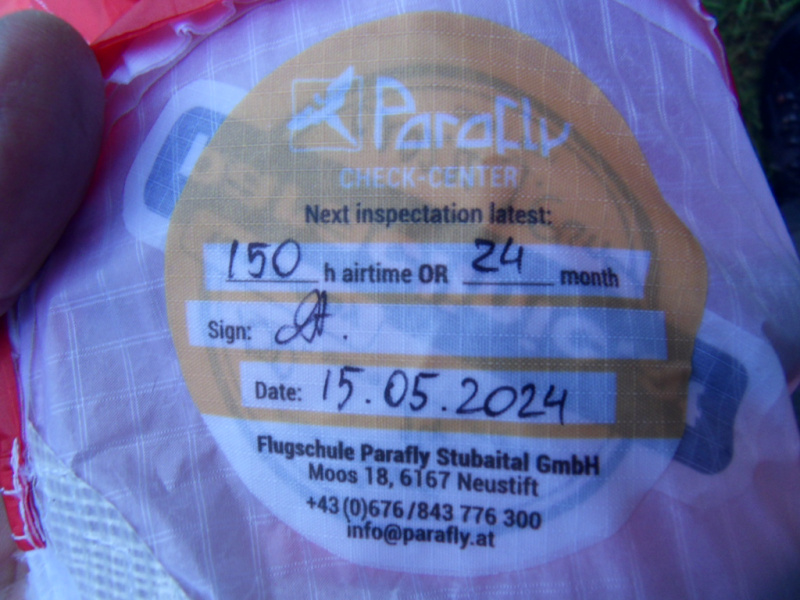 ParaFly
CHECK-CENTER
Next inspectation latest:
150 h airtime OR 24 month
Sign:
Date: 15.05.2024
Flugschule Parafly Stubaital GmbH
Moos 18, 6167 Neustift
+43 (0)676/843 776 300
info@parafly.at